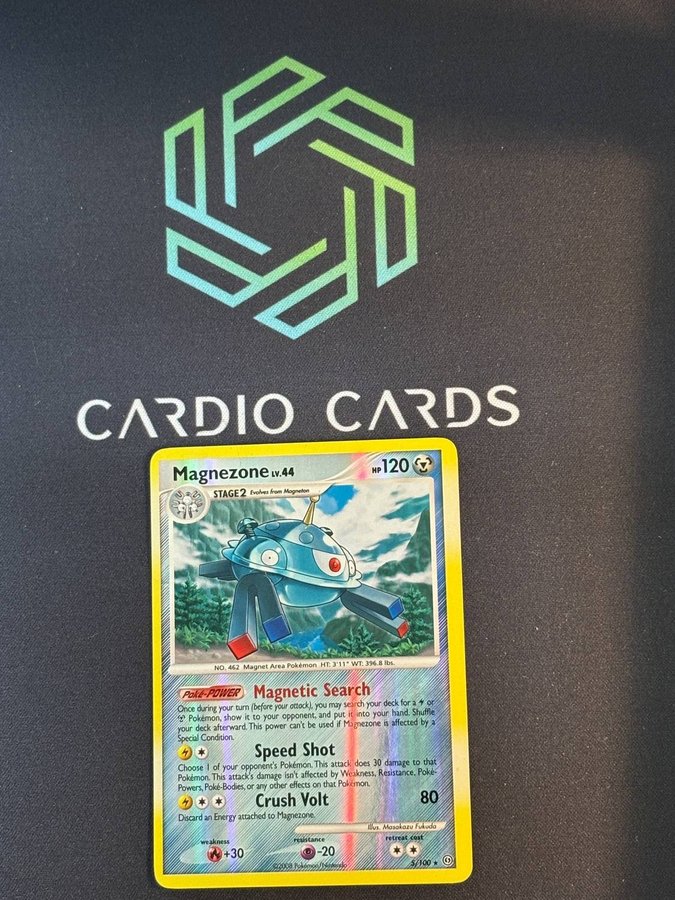 CARDIO CARDS
Magnezone LV.44 HP 120
STAGE 2 Evolves from Magneton
NO. 462 Magnet Area Pokémon HT: 3'11" WT: 396.8 lbs.
Poké-POWER Magnetic Search
Once during your turn (before your attack), you may search your deck for a or
Pokémon, show it to your opponent, and put it into your hand. Shuffle
your deck afterward. This power can't be used if Magnezone is affected by a
Special Condition.
Speed Shot
Choose 1 of your opponent's Pokémon. This attack does 30 damage to that
Pokémon. This attack's damage isn't affected by Weakness, Resistance, Poké-
Powers, Poké-Bodies, or any other effects on that Pokémon.
Crush Volt 80
Discard an Energy attached to Magnezone.
Illus. Masakazu Fukuda
weakness resistance retreat cost
+30 -20
©2008 Pokémon/Nintendo 5/100 ★